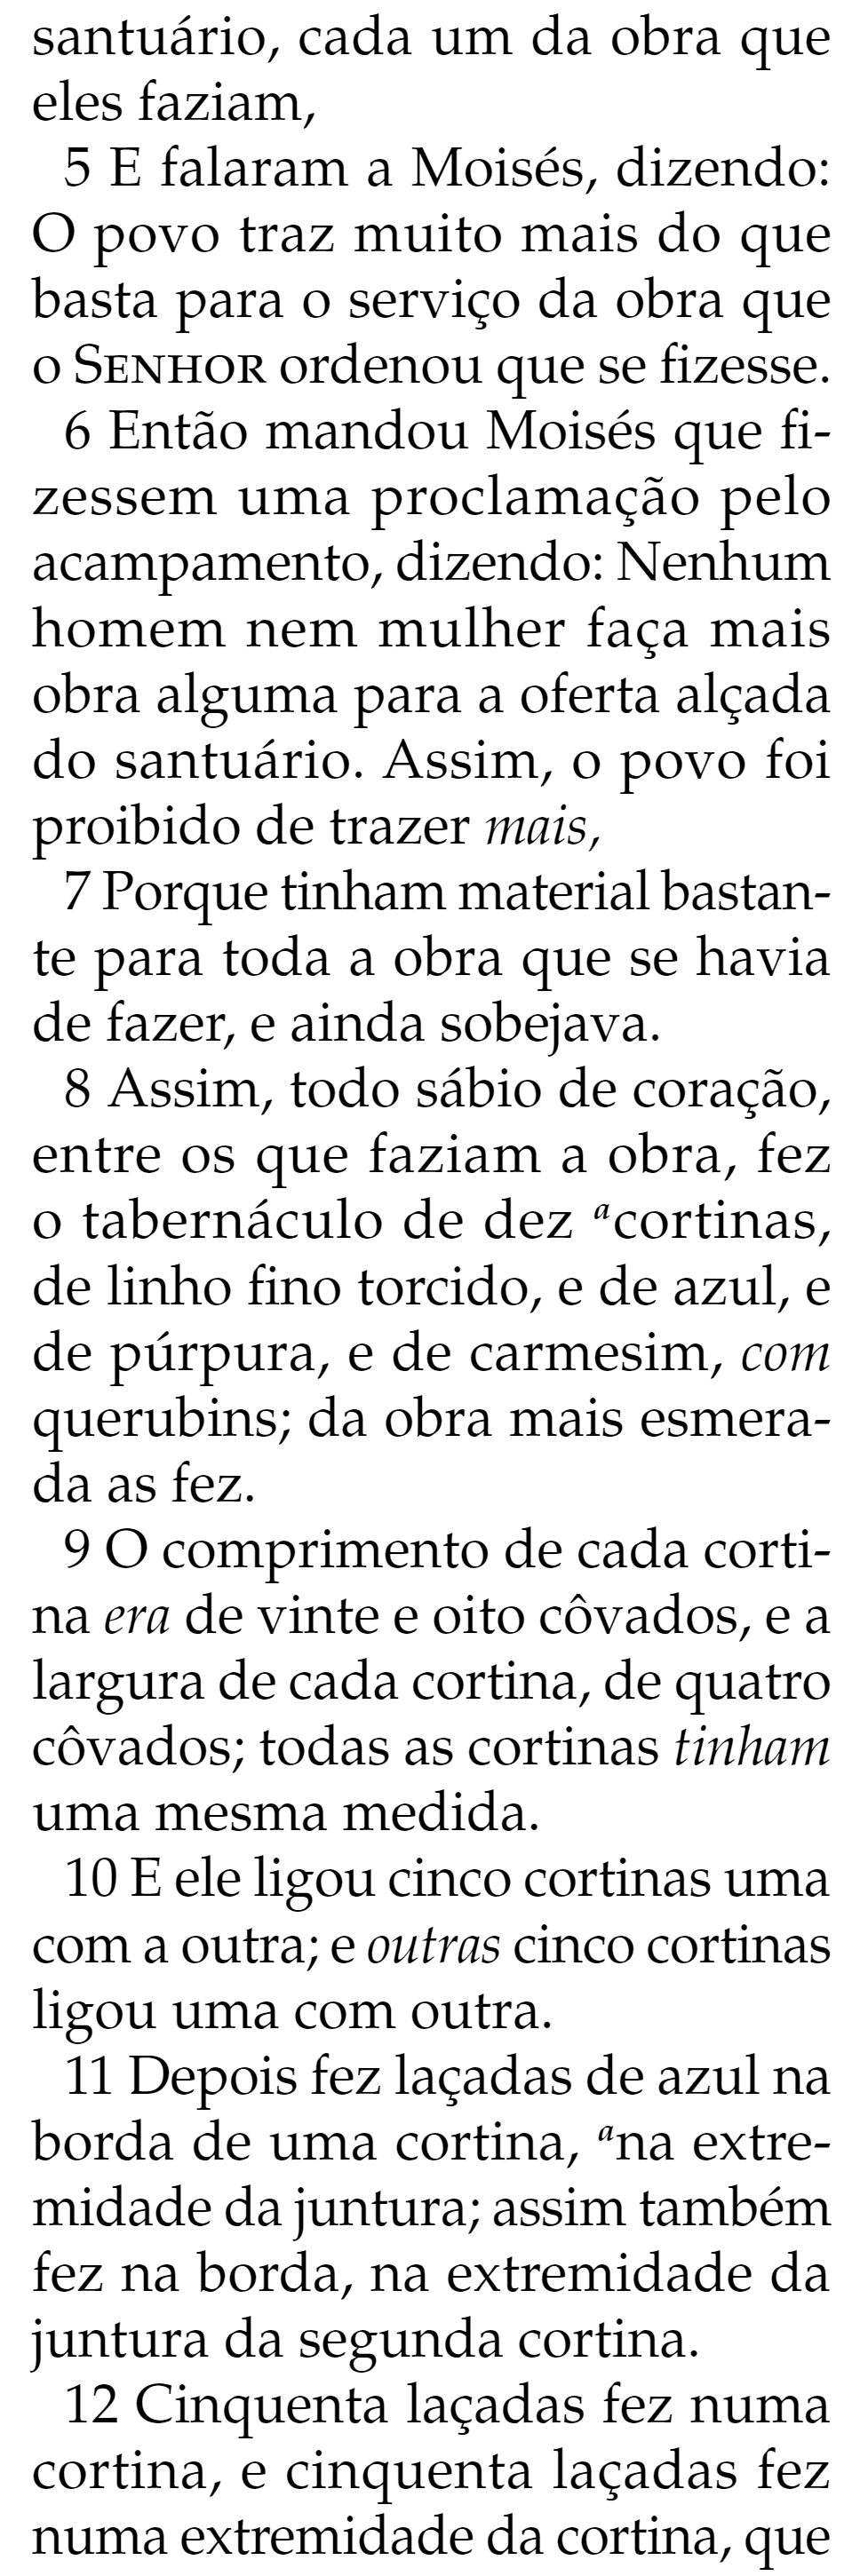 santuário, cada um da obra que
eles faziam,
5 E falaram a Moisés, dizendo:
O povo traz muito mais do que
basta para o serviço da obra que
o SENHOR ordenou que se fizesse.
6 Então mandou Moisés que fi-
zessem uma proclamação pelo
acampamento, dizendo: Nenhum
homem nem mulher faça mais
obra alguma para a oferta alçada
do santuário. Assim, o povo foi
proibido de trazer mais,
7 Porque tinham material bastan-
te para toda a obra que se havia
de fazer, e ainda sobejava.
8 Assim, todo sábio de coração,
entre os que faziam a obra, fez
o tabernáculo de dez ᵃcortinas,
de linho fino torcido, e de azul, e
de púrpura, e de carmesim, com
querubins; da obra mais esmera-
da as fez.
9 O comprimento de cada corti-
na era de vinte e oito côvados, e a
largura de cada cortina, de quatro
côvados; todas as cortinas tinham
uma mesma medida.
10 E ele ligou cinco cortinas uma
com a outra; e outras cinco cortinas
ligou uma com outra.
11 Depois fez laçadas de azul na
borda de uma cortina, ᵃna extre-
midade da juntura; assim também
fez na borda, na extremidade da
juntura da segunda cortina.
12 Cinquenta laçadas fez numa
cortina, e cinquenta laçadas fez
numa extremidade da cortina, que